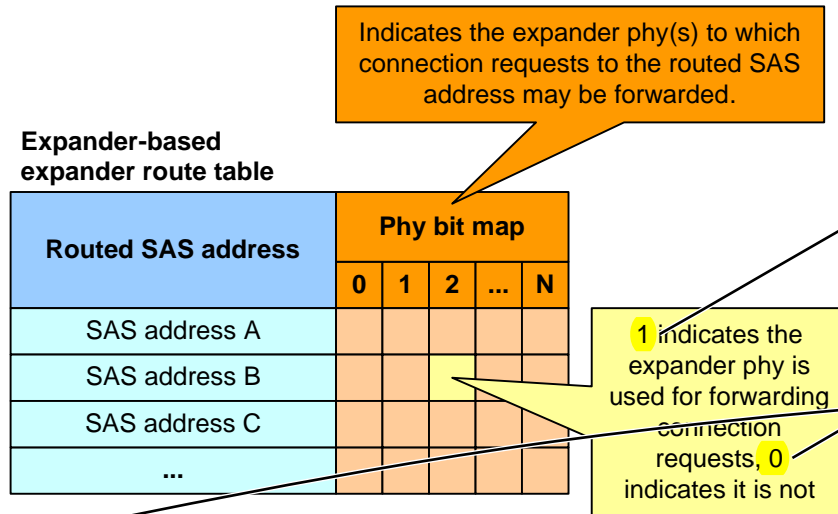 Indicates the expander phy(s) to which
connection requests to the routed SAS
address may be forwarded.
Expander-based
expander route table
Routed SAS address
Phy bit map
0 1 2 ... N
SAS address A
SAS address B
SAS address C
...
1 indicates the
expander phy is
used for forwarding
connection
requests, 0
indicates it is not